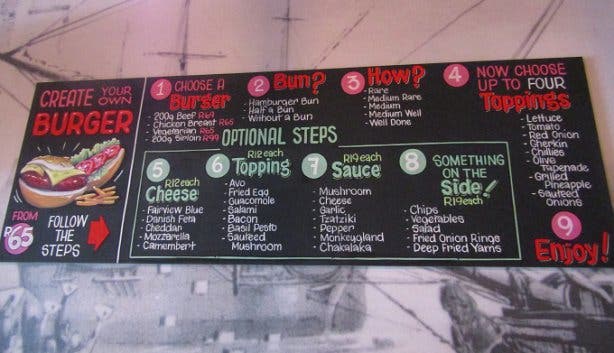 CREATE YOUR OWN
BURGER
FROM
R65
FOLLOW
THE
STEPS
1 CHOOSE A
Burger
- 200g Beef R69
- Chicken Breast R65
- Vegetarian R65
- 200g Sirloin R99
2 Bun?
- Hamburger Bun
- Half a Bun
- Without a Bun
3 How?
- Rare
- Medium Rare
- Medium
- Medium Well
- Well Done
4 NOW CHOOSE
UP TO FOUR
Toppings
- Lettuce
- Tomato
- Red Onion
- Gherkin
- Chillies
- Olive
Tapenade
- Grilled
Pineapple
- Sauteed
Onions
OPTIONAL STEPS
5 R12 each
Cheese
- Fairview Blue
- Danish Feta
- Cheddar
- Mozzarella
- Camembert
6 R12 each
Topping
- Avo
- Fried Egg
- Guacomole
- Salami
- Bacon
- Basil Pesto
- Sauteed
Mushroom
7 R19 each
Sauce
- Mushroom
- Cheese
- Garlic
- Tzatziki
- Pepper
- Monkeygland
- Chakalaka
8 SOMETHING
ON THE
Side!
R19 each
- Chips
- Vegetables
- Salad
- Fried Onion Rings
- Deep Fried Yams
9
Enjoy!